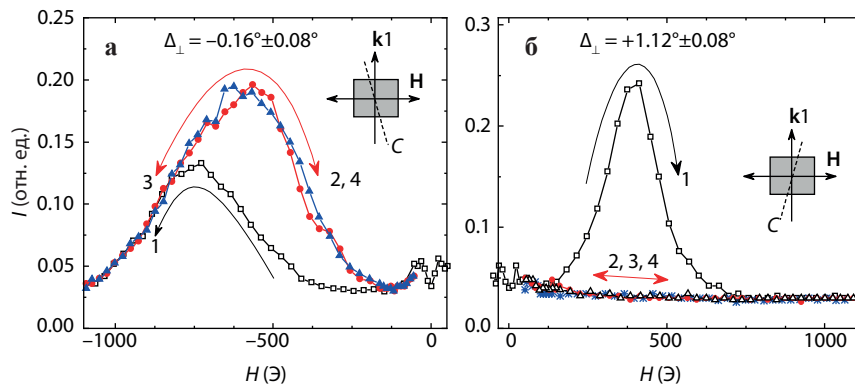 а
Δ⊥ = –0.16°±0.08°
k1
H
C
3
2, 4
1
0.20
0.15
0.10
0.05
0.00
I (отн. ед.)
–1000
–500
0
H (Э)
б
Δ⊥ = +1.12°±0.08°
k1
H
C
1
2, 3, 4
0.3
0.2
0.1
0.0
0
500
1000
H (Э)